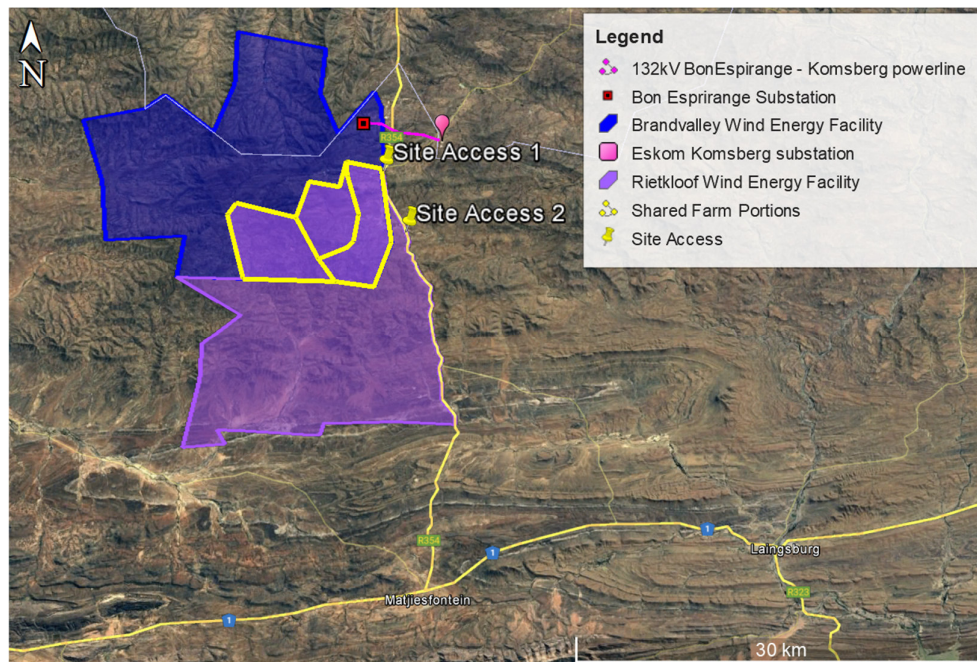 N
Legend
132kV BonEspirange - Komsberg powerline
Bon Esprirange Substation
Brandvalley Wind Energy Facility
Eskom Komsberg substation
Rietkloof Wind Energy Facility
Shared Farm Portions
Site Access
R354
Site Access 1
Site Access 2
1
1
R354
Laingsburg
R323
Matjiesfontein
1
30 km